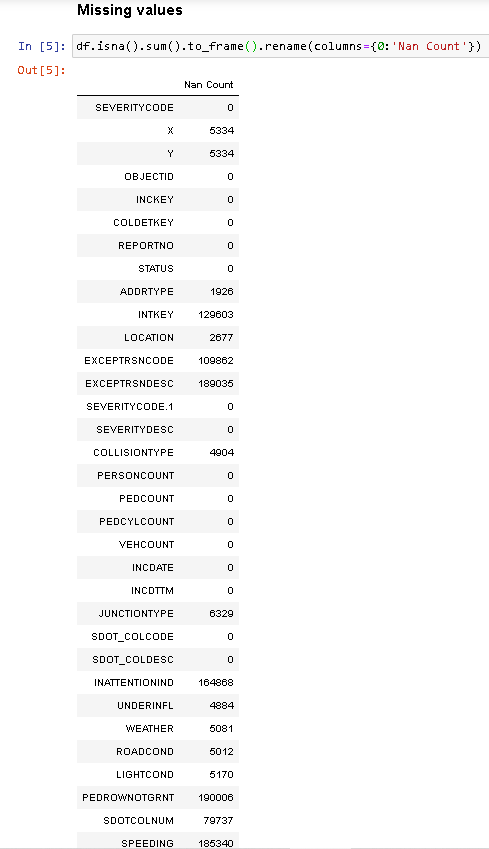 Missing values
In [5]: df.isna().sum().to_frame().rename(columns={0:'Nan Count'})
Out[5]:
Nan Count
SEVERITYCODE 0
X 5334
Y 5334
OBJECTID 0
INCKEY 0
COLDETKEY 0
REPORTNO 0
STATUS 0
ADDRTYPE 1926
INTKEY 129603
LOCATION 2677
EXCEPTRSNCODE 109862
EXCEPTRSNDESC 189035
SEVERITYCODE.1 0
SEVERITYDESC 0
COLLISIONTYPE 4904
PERSONCOUNT 0
PEDCOUNT 0
PEDCYLCOUNT 0
VEHCOUNT 0
INCDATE 0
INCDTTM 0
JUNCTIONTYPE 6329
SDOT_COLCODE 0
SDOT_COLDESC 0
INATTENTIONIND 164868
UNDERINFL 4884
WEATHER 5081
ROADCOND 5012
LIGHTCOND 5170
PEDROWNOTGRNT 190006
SDOTCOLNUM 79737
SPEEDING 185340